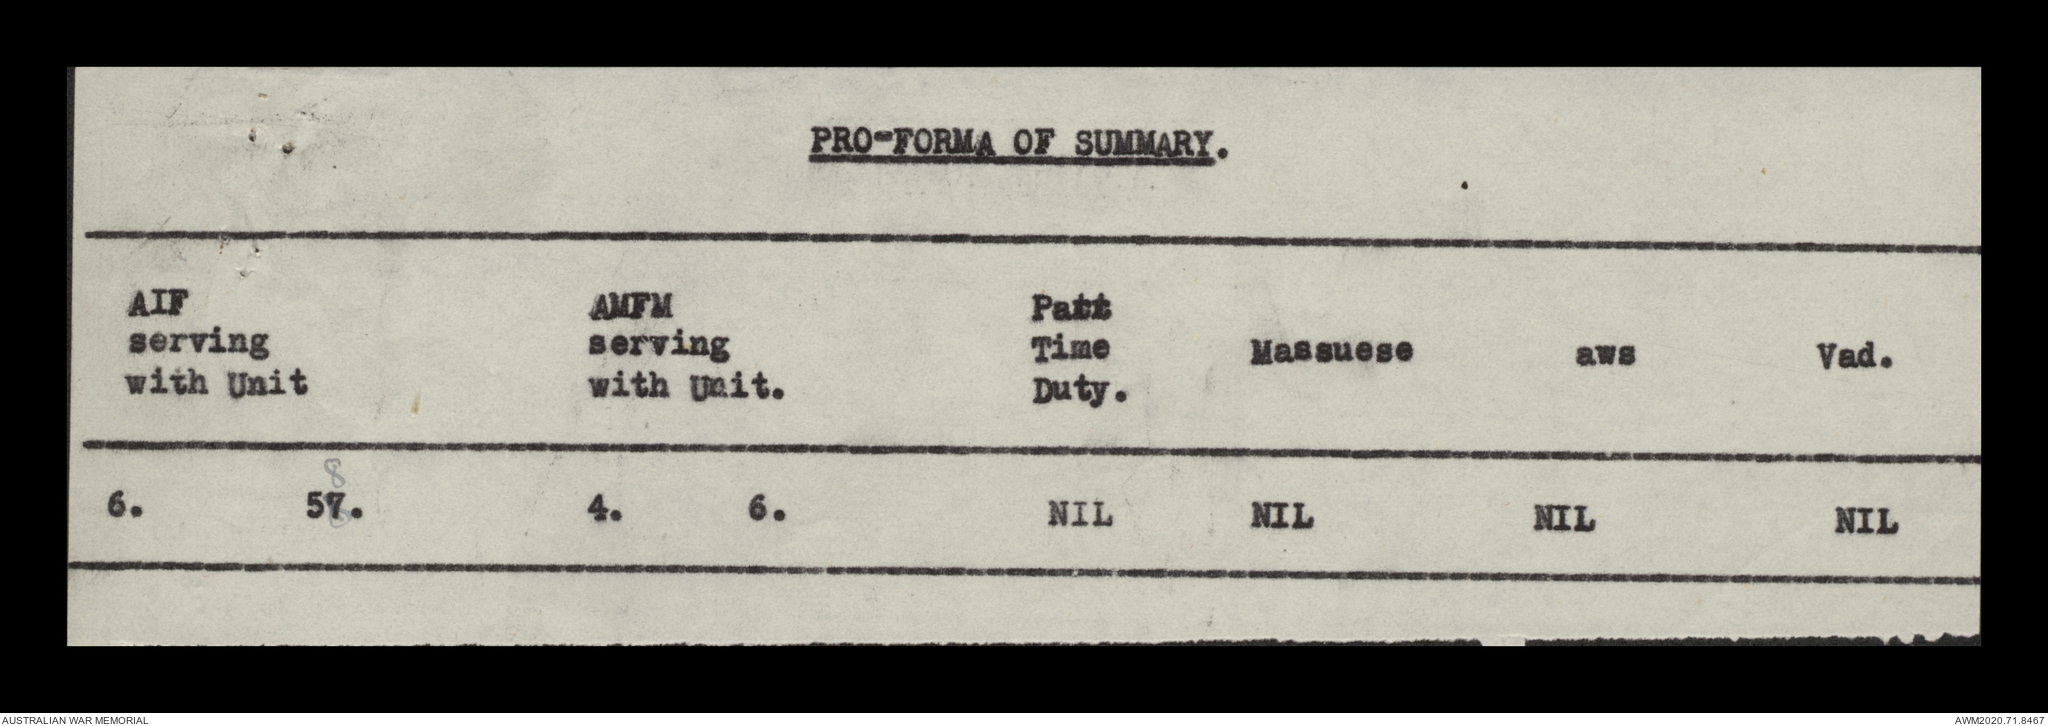 PRO-FORMA OF SUMMARY.
AIF
serving
with Unit
AMFM
serving
with Unit.
Part
Time
Duty.
Massuese
aws
Vad.
8
6. 57. 4. 6. NIL NIL NIL NIL
AUSTRALIAN WAR MEMORIAL
AWM2020.71.8467